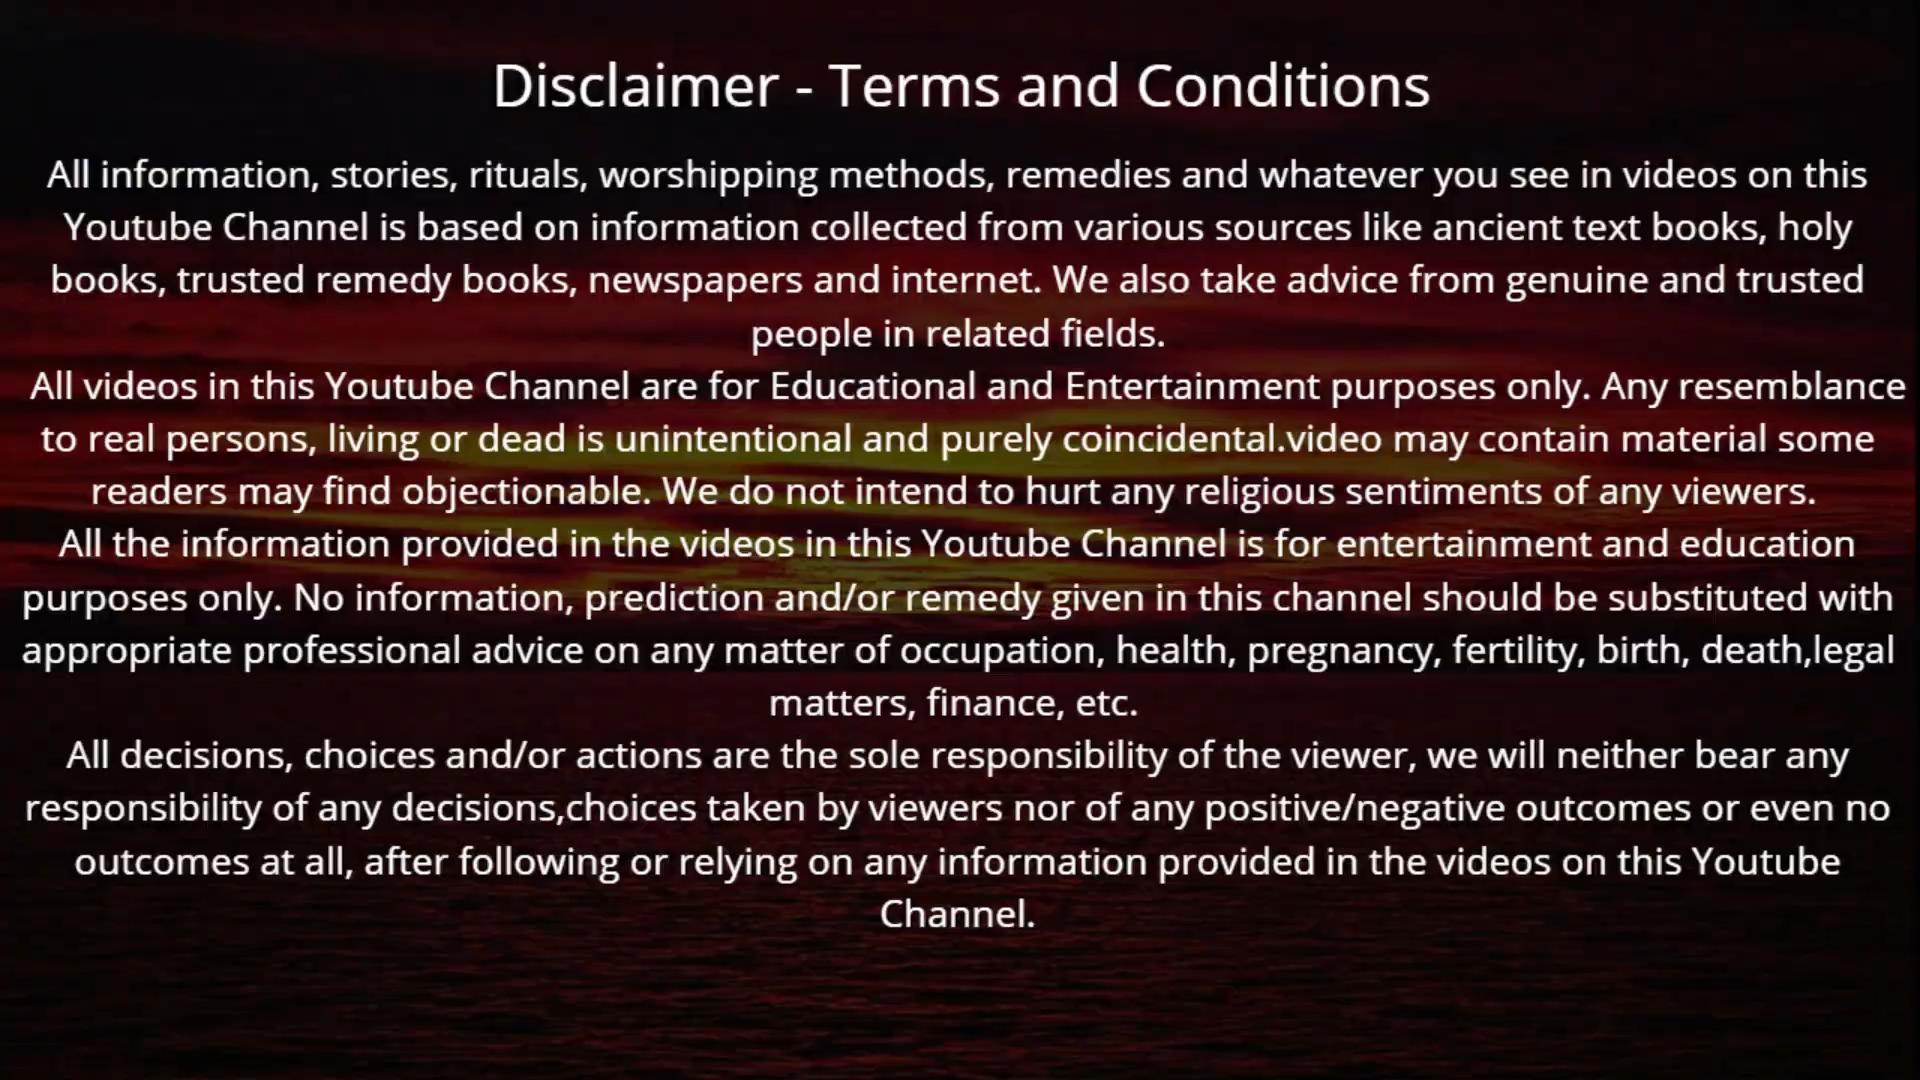 Disclaimer - Terms and Conditions
All information, stories, rituals, worshipping methods, remedies and whatever you see in videos on this
Youtube Channel is based on information collected from various sources like ancient text books, holy
books, trusted remedy books, newspapers and internet. We also take advice from genuine and trusted
people in related fields.
All videos in this Youtube Channel are for Educational and Entertainment purposes only. Any resemblance
to real persons, living or dead is unintentional and purely coincidental.video may contain material some
readers may find objectionable. We do not intend to hurt any religious sentiments of any viewers.
All the information provided in the videos in this Youtube Channel is for entertainment and education
purposes only. No information, prediction and/or remedy given in this channel should be substituted with
appropriate professional advice on any matter of occupation, health, pregnancy, fertility, birth, death,legal
matters, finance, etc.
All decisions, choices and/or actions are the sole responsibility of the viewer, we will neither bear any
responsibility of any decisions,choices taken by viewers nor of any positive/negative outcomes or even no
outcomes at all, after following or relying on any information provided in the videos on this Youtube
Channel.